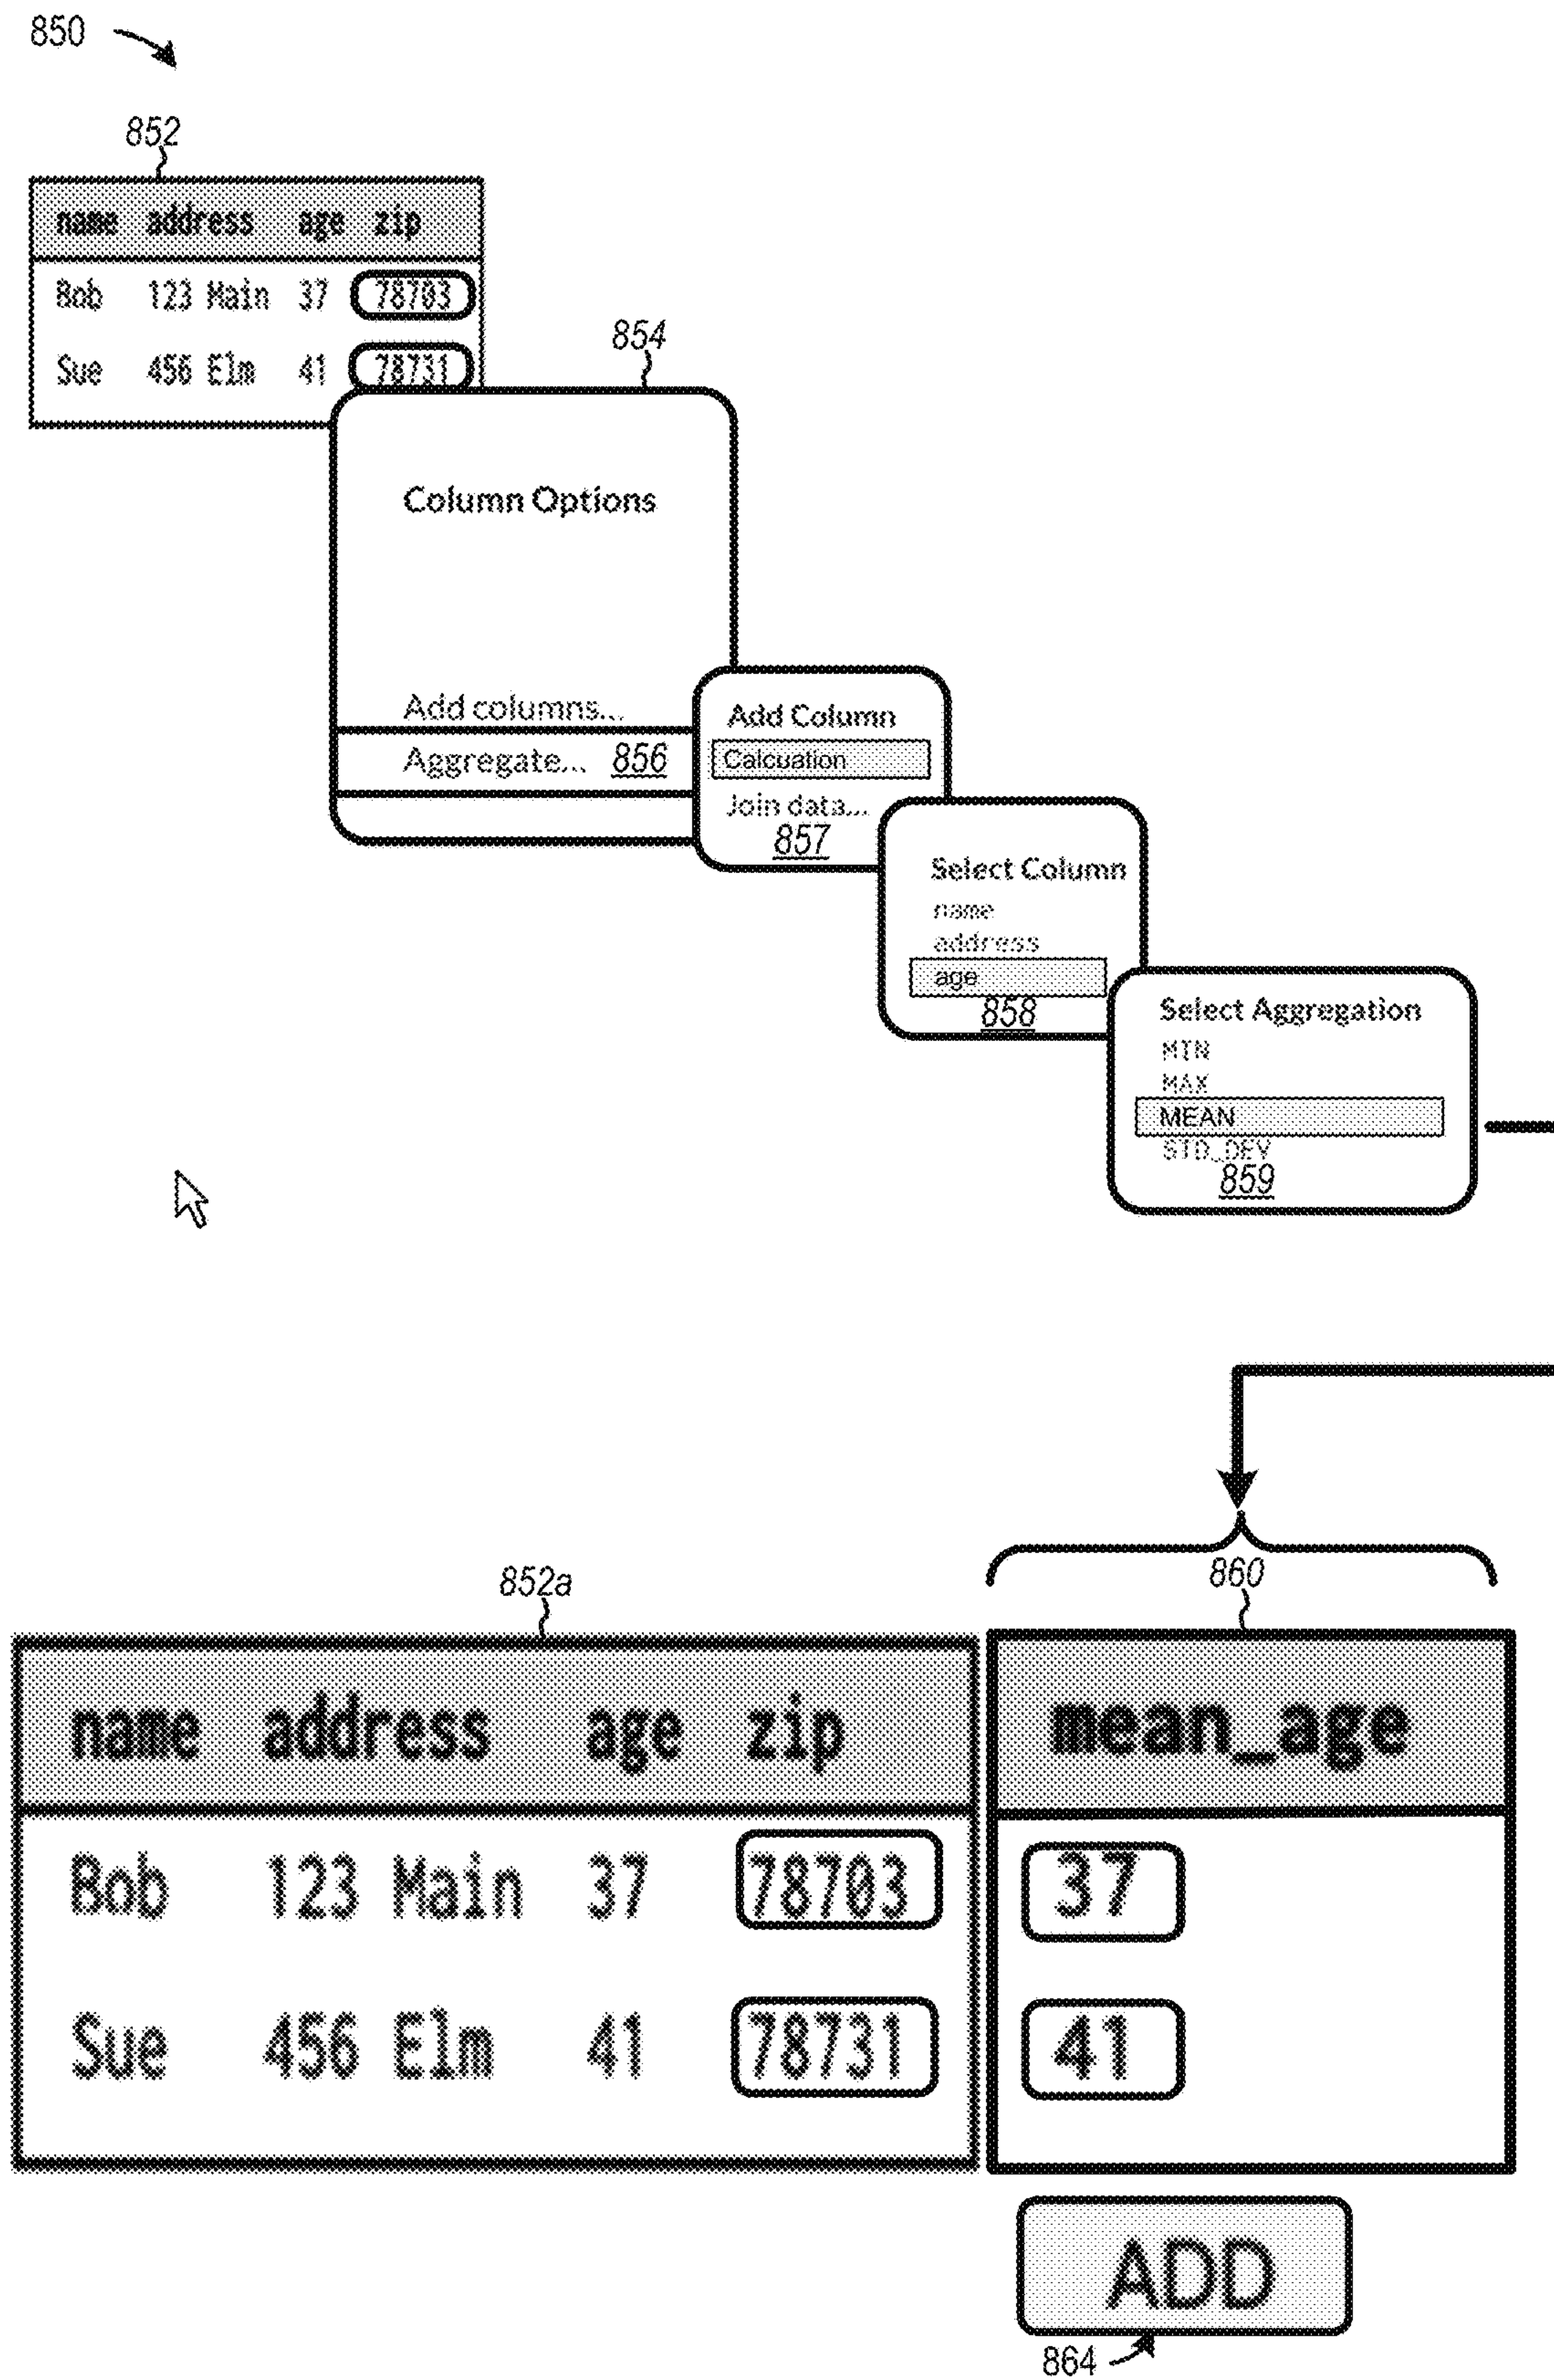 850
852
name address age zip
Bob 123 Main 37 78703
Sue 456 Elm 41 78731
854
Column Options
Add columns...
Aggregate... 856
Add Column
Calcuation
Join data...
857
Select Column
name
address
age
858
Select Aggregation
MIN
MAX
MEAN
STD_DEV
859
852a
860
name address age zip mean_age
Bob 123 Main 37 78703 37
Sue 456 Elm 41 78731 41
ADD
864